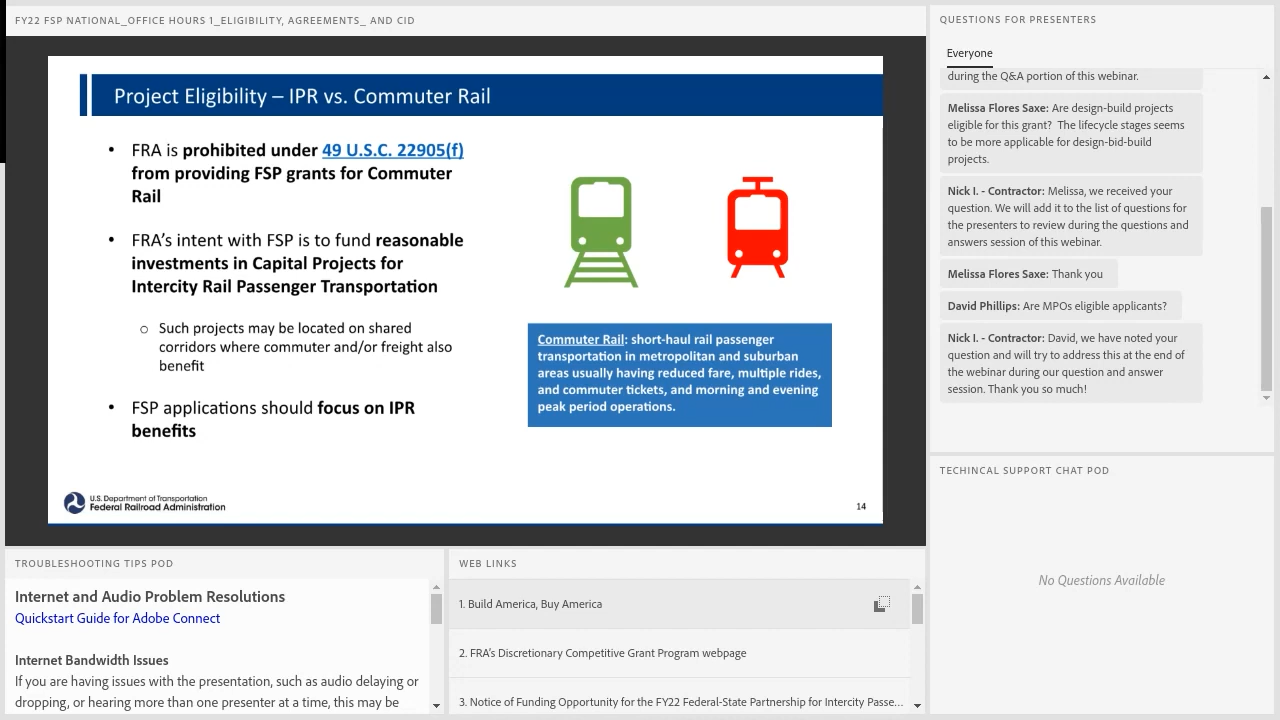 FY22 FSP NATIONAL_OFFICE HOURS 1_ELIGIBILITY, AGREEMENTS_ AND CID
Project Eligibility – IPR vs. Commuter Rail
• FRA is prohibited under 49 U.S.C. 22905(f)
from providing FSP grants for Commuter
Rail
• FRA's intent with FSP is to fund reasonable
investments in Capital Projects for
Intercity Rail Passenger Transportation
o Such projects may be located on shared
corridors where commuter and/or freight also
benefit
• FSP applications should focus on IPR
benefits
Commuter Rail: short-haul rail passenger
transportation in metropolitan and suburban
areas usually having reduced fare, multiple rides,
and commuter tickets, and morning and evening
peak period operations.
U.S. Department of Transportation
Federal Railroad Administration
14
QUESTIONS FOR PRESENTERS
Everyone
during the Q&A portion of this webinar.
Melissa Flores Saxe: Are design-build projects
eligible for this grant? The lifecycle stages seems
to be more applicable for design-bid-build
projects.
Nick I. - Contractor: Melissa, we received your
question. We will add it to the list of questions for
the presenters to review during the questions and
answers session of this webinar.
Melissa Flores Saxe: Thank you
David Phillips: Are MPOs eligible applicants?
Nick I. - Contractor: David, we have noted your
question and will try to address this at the end of
the webinar during our question and answer
session. Thank you so much!
TECHINCAL SUPPORT CHAT POD
No Questions Available
TROUBLESHOOTING TIPS POD
Internet and Audio Problem Resolutions
Quickstart Guide for Adobe Connect
Internet Bandwidth Issues
If you are having issues with the presentation, such as audio delaying or
dropping, or hearing more than one presenter at a time, this may be
WEB LINKS
1. Build America, Buy America
2. FRA's Discretionary Competitive Grant Program webpage
3. Notice of Funding Opportunity for the FY22 Federal-State Partnership for Intercity Passe...